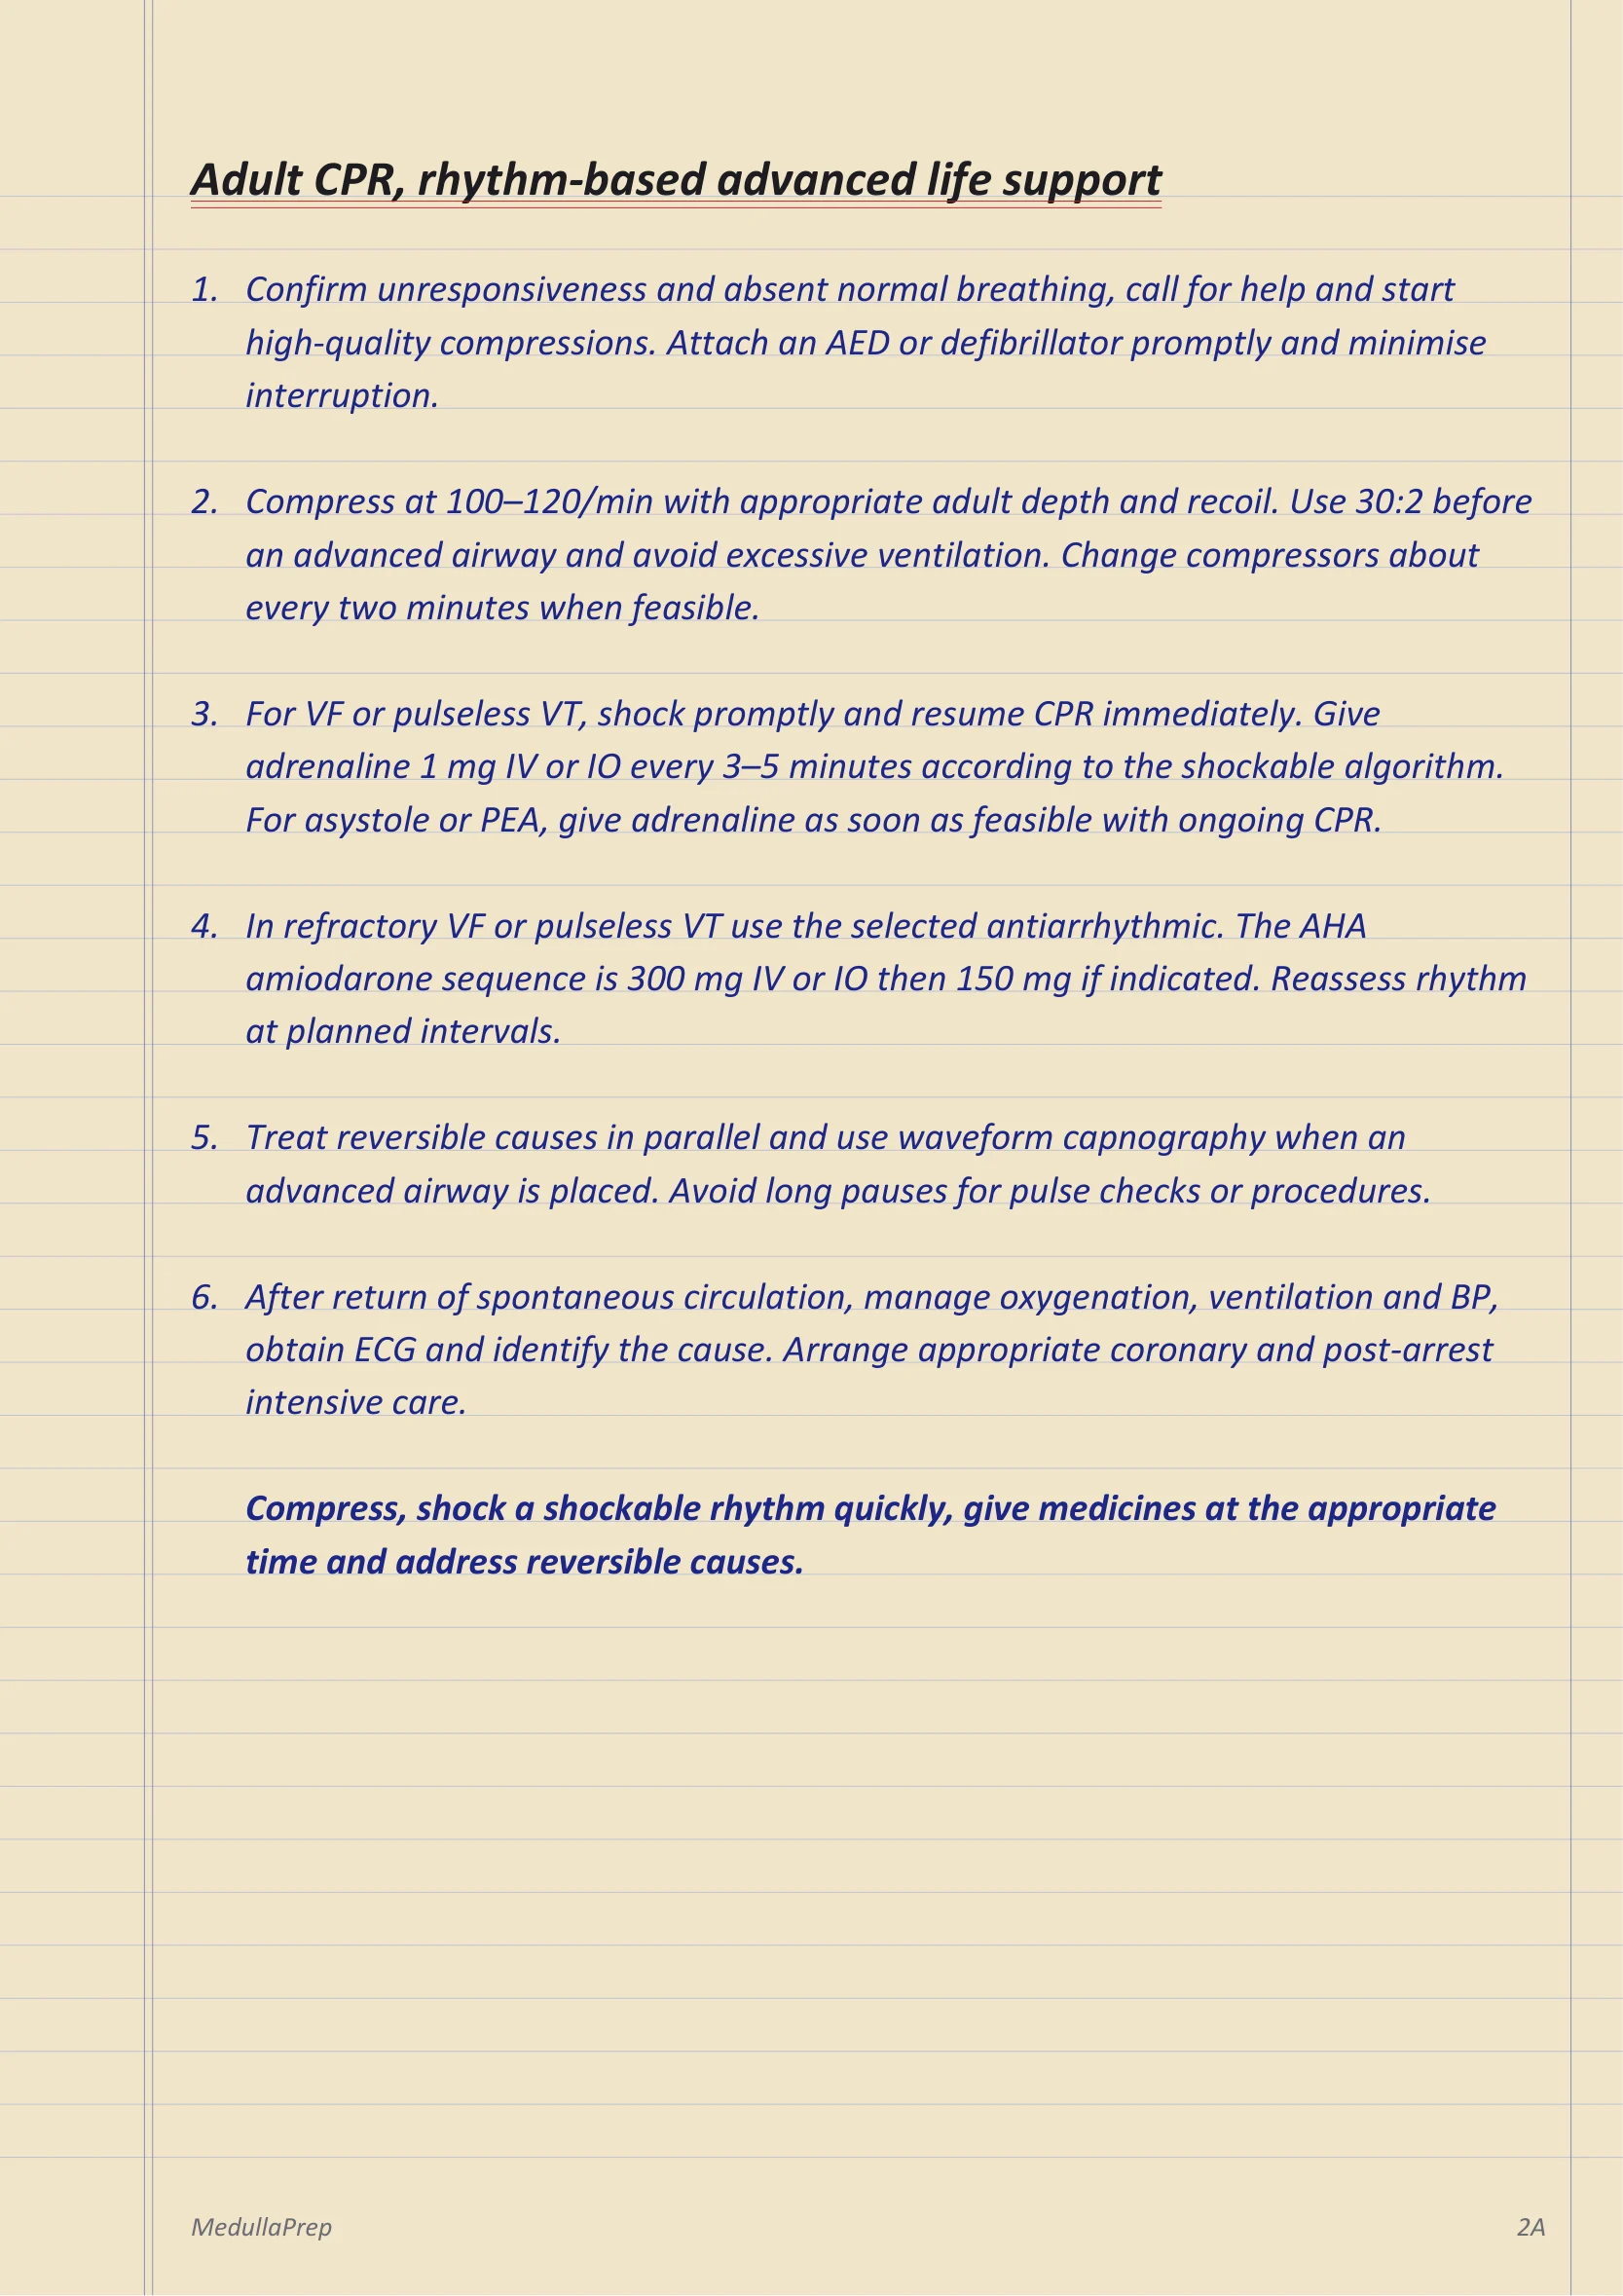 Adult CPR, rhythm-based advanced life support
1. Confirm unresponsiveness and absent normal breathing, call for help and start
high-quality compressions. Attach an AED or defibrillator promptly and minimise
interruption.
2. Compress at 100–120/min with appropriate adult depth and recoil. Use 30:2 before
an advanced airway and avoid excessive ventilation. Change compressors about
every two minutes when feasible.
3. For VF or pulseless VT, shock promptly and resume CPR immediately. Give
adrenaline 1 mg IV or IO every 3–5 minutes according to the shockable algorithm.
For asystole or PEA, give adrenaline as soon as feasible with ongoing CPR.
4. In refractory VF or pulseless VT use the selected antiarrhythmic. The AHA
amiodarone sequence is 300 mg IV or IO then 150 mg if indicated. Reassess rhythm
at planned intervals.
5. Treat reversible causes in parallel and use waveform capnography when an
advanced airway is placed. Avoid long pauses for pulse checks or procedures.
6. After return of spontaneous circulation, manage oxygenation, ventilation and BP,
obtain ECG and identify the cause. Arrange appropriate coronary and post-arrest
intensive care.
Compress, shock a shockable rhythm quickly, give medicines at the appropriate
time and address reversible causes.
MedullaPrep
2A